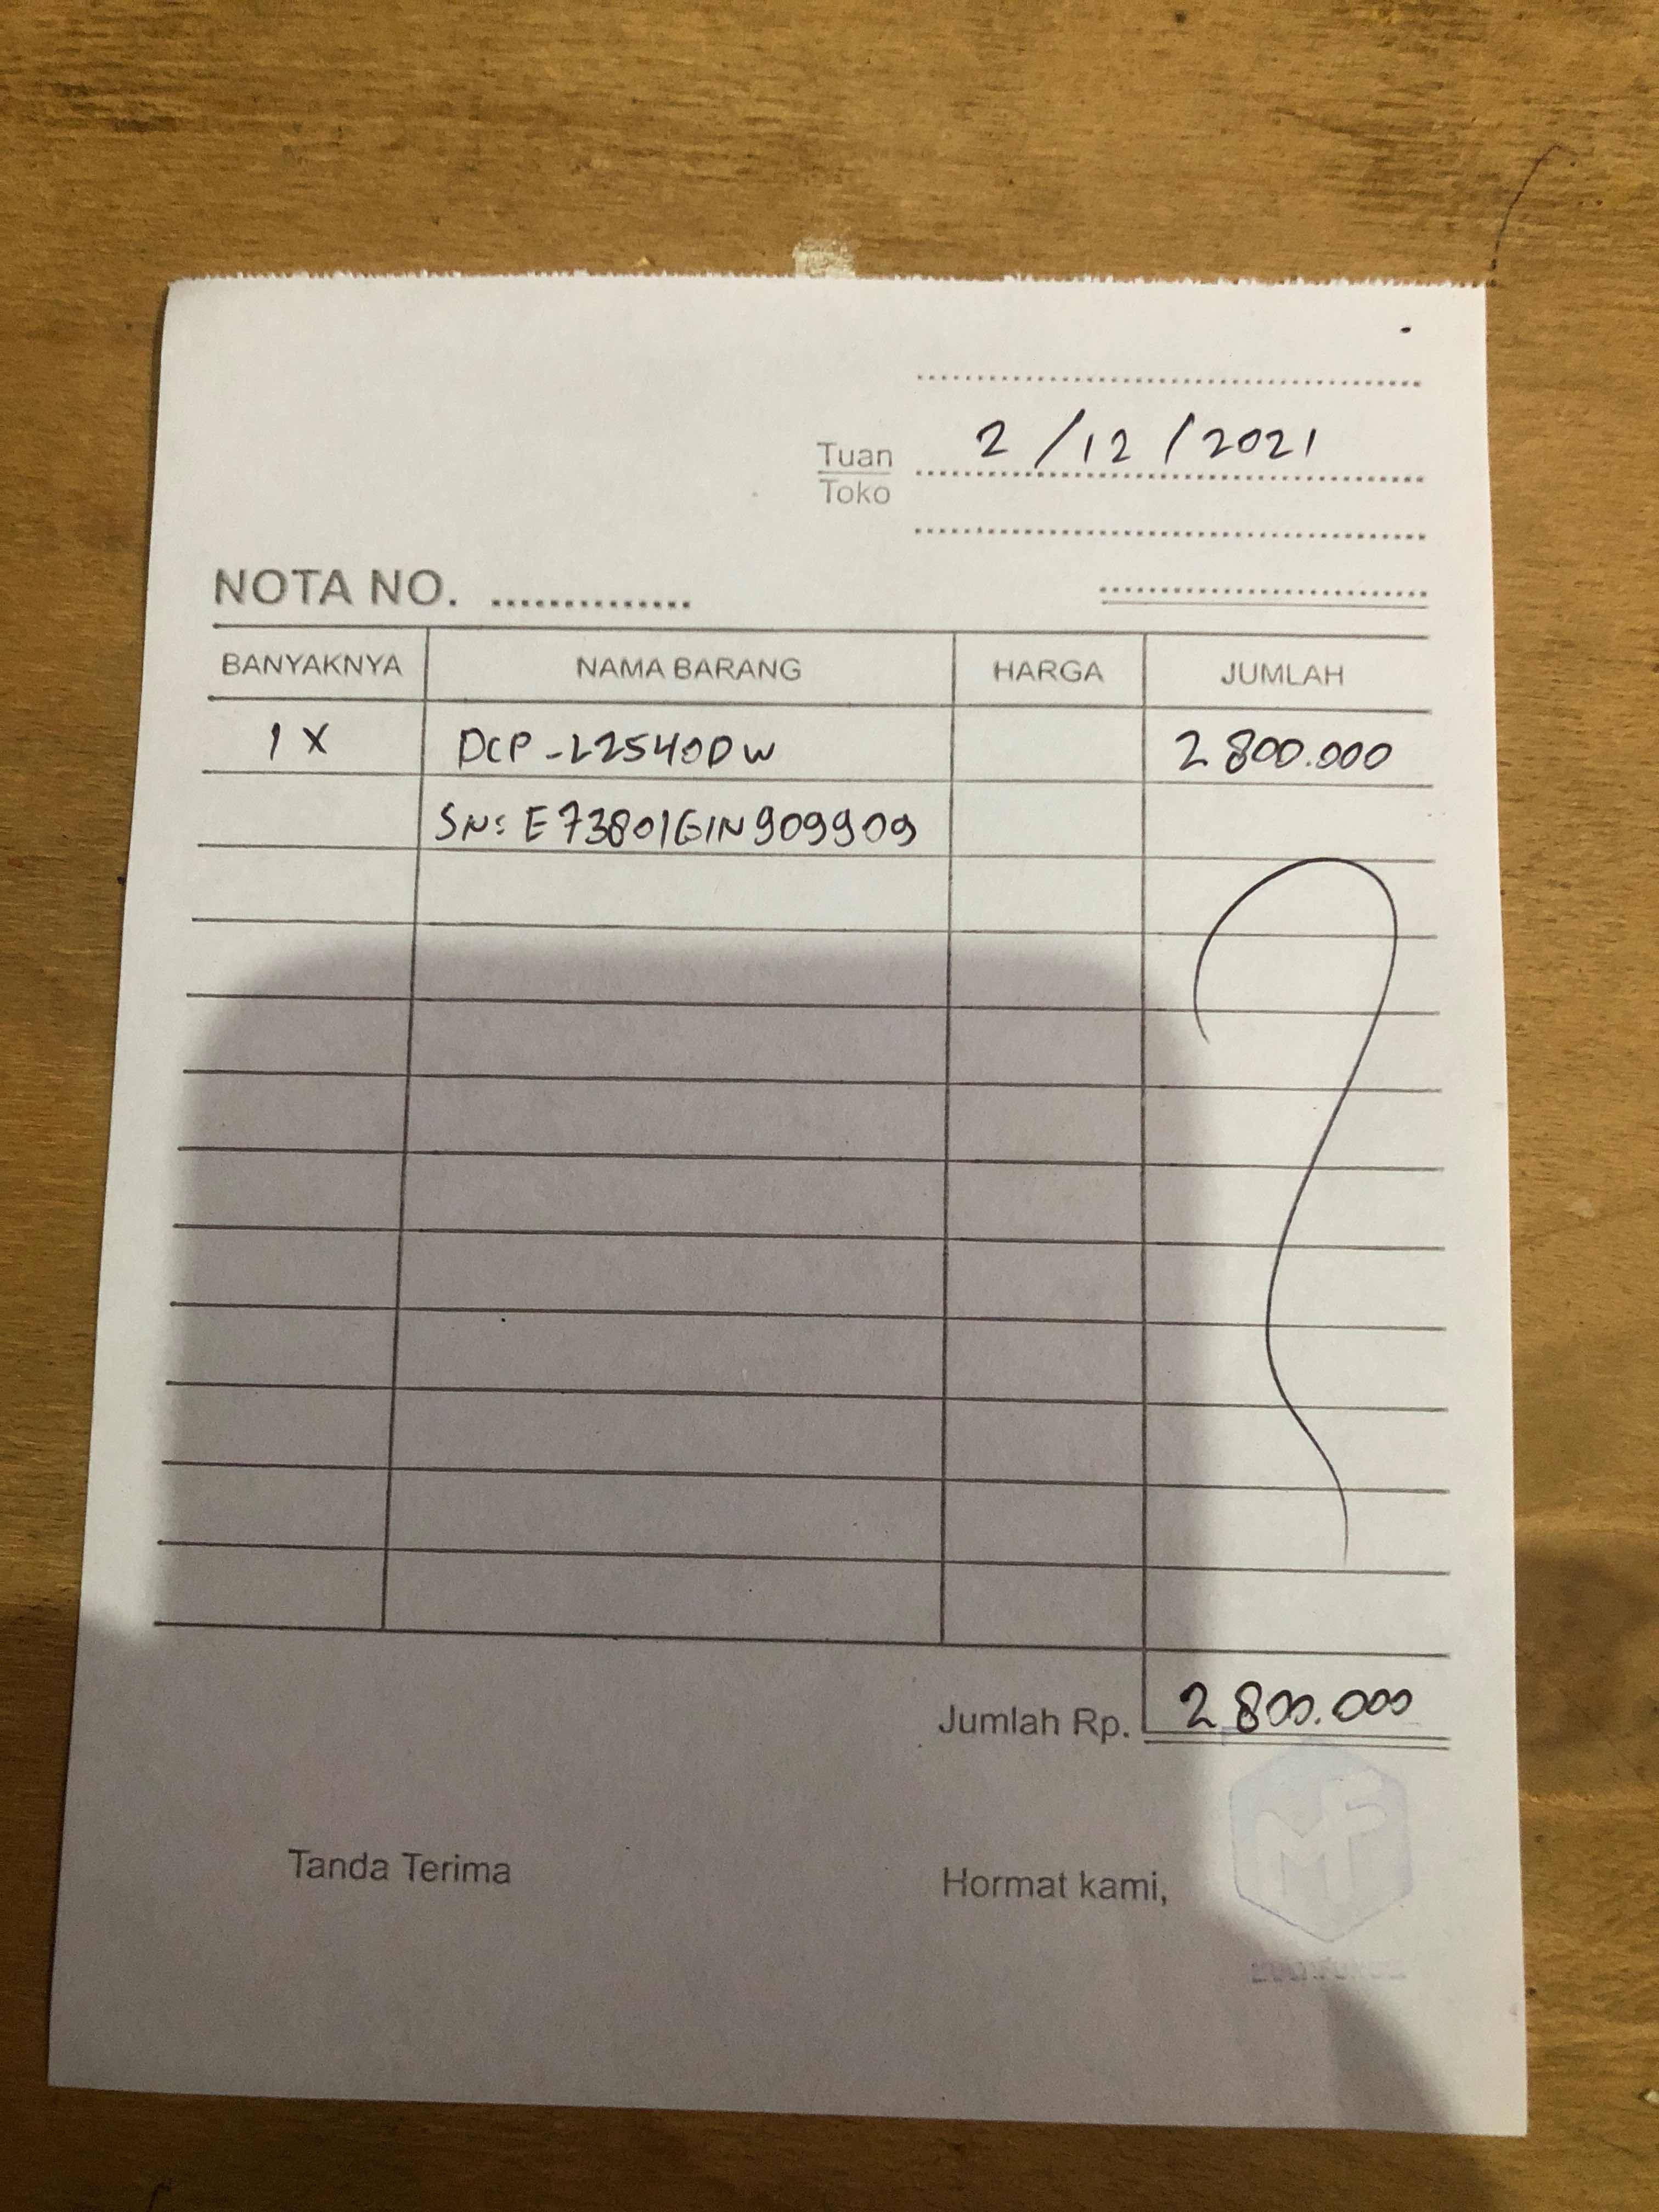 2/12/2021
Tuan
Toko
NOTA NO. ..............
BANYAKNYA NAMA BARANG HARGA JUMLAH
1 X DCP-L2540DW 2 800.000
SN: E73801G1N909909
Jumlah Rp. 2 800.000
Tanda Terima Hormat kami,
MF